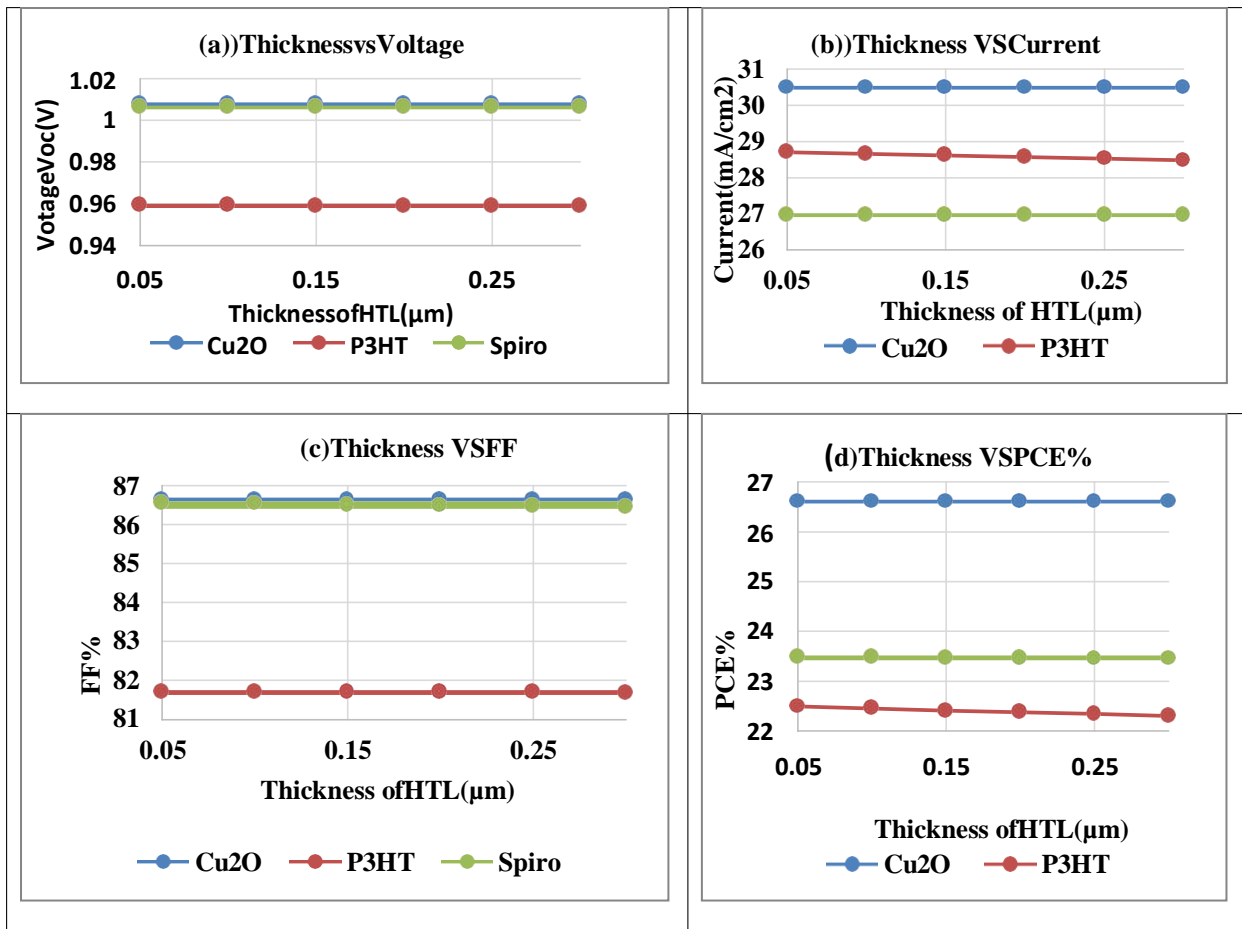 (a))ThicknessvsVoltage
1.02
1
0.98
0.96
0.94
VotageVoc(V)
0.05 0.15 0.25
ThicknessofHTL(µm)
Cu2O P3HT Spiro
(b))Thickness VSCurrent
31
30
29
28
27
26
Current(mA/cm2)
0.05 0.15 0.25
Thickness of HTL(µm)
Cu2O P3HT
(c)Thickness VSFF
87
86
85
84
83
82
81
FF%
0.05 0.15 0.25
Thickness ofHTL(µm)
Cu2O P3HT Spiro
(d)Thickness VSPCE%
27
26
25
24
23
22
PCE%
0.05 0.15 0.25
Thickness ofHTL(µm)
Cu2O P3HT